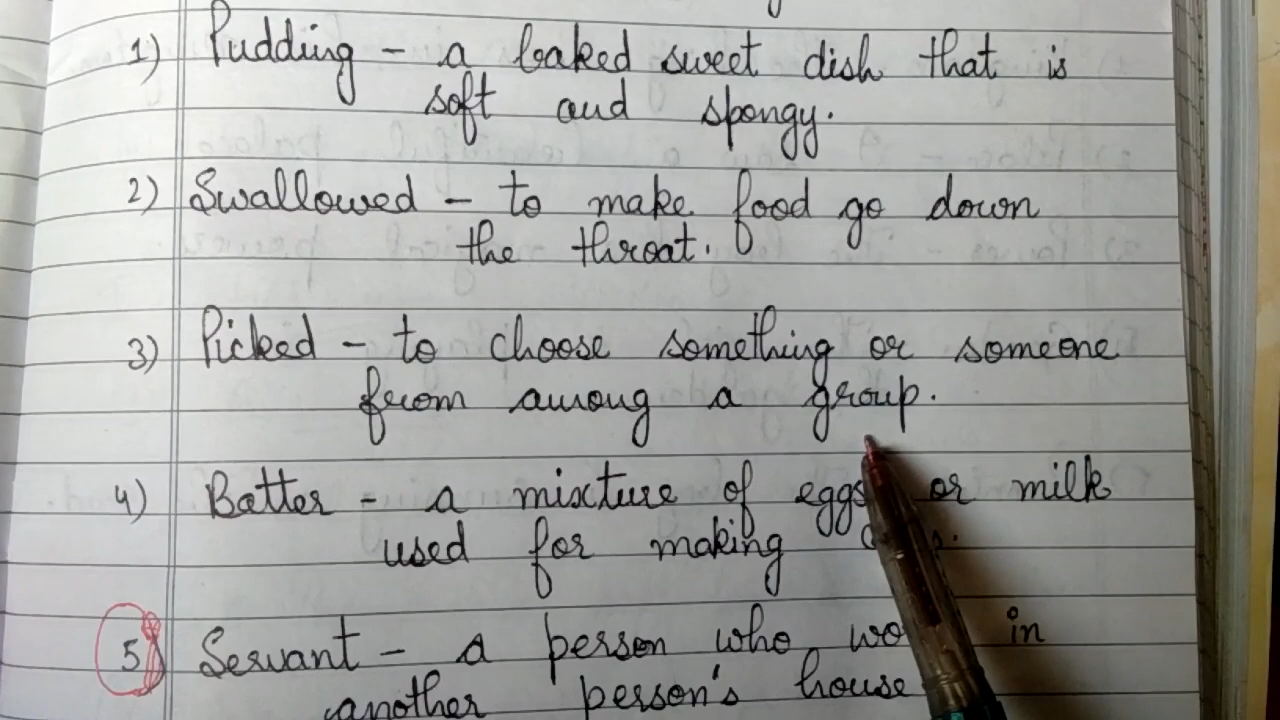 1) Pudding - a baked sweet dish that is
soft and spongy.
2) Swallowed - to make food go down
the throat.
3) Picked - to choose something or someone
from among a group.
4) Batter - a mixture of eggs or milk
used for making
5) Servant - a person who in
another person's house